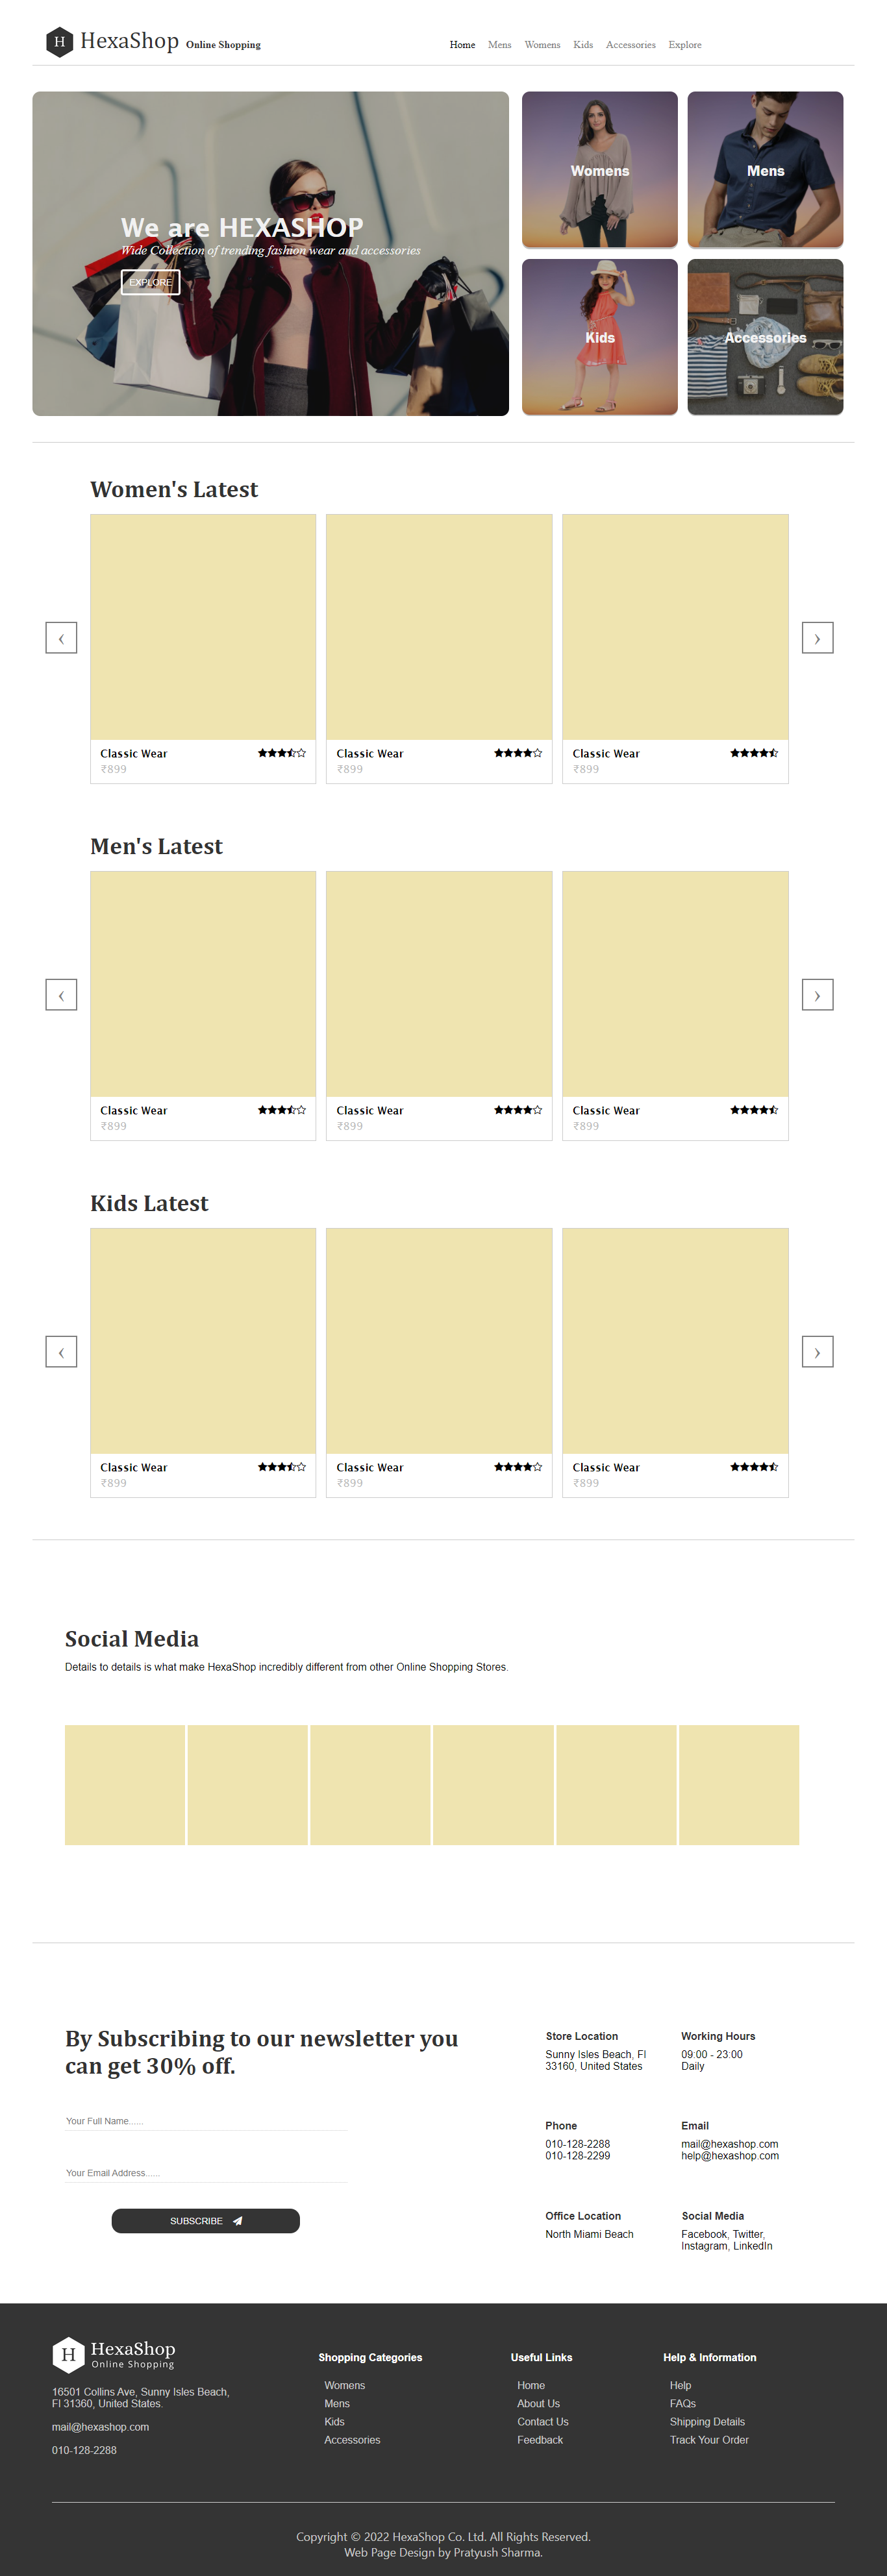 H HexaShop Online Shopping
Home Mens Womens Kids Accessories Explore
We are HEXASHOP
Wide Collection of trending fashion wear and accessories
EXPLORE
Womens
Mens
Kids
Accessories
Women's Latest
‹
›
Classic Wear
₹899
Classic Wear
₹899
Classic Wear
₹899
Men's Latest
‹
›
Classic Wear
₹899
Classic Wear
₹899
Classic Wear
₹899
Kids Latest
‹
›
Classic Wear
₹899
Classic Wear
₹899
Classic Wear
₹899
Social Media
Details to details is what make HexaShop incredibly different from other Online Shopping Stores.
By Subscribing to our newsletter you
can get 30% off.
Your Full Name......
Your Email Address......
SUBSCRIBE
Store Location
Sunny Isles Beach, Fl
33160, United States
Working Hours
09:00 - 23:00
Daily
Phone
010-128-2288
010-128-2299
Email
mail@hexashop.com
help@hexashop.com
Office Location
North Miami Beach
Social Media
Facebook, Twitter,
Instagram, LinkedIn
H HexaShop
Online Shopping
16501 Collins Ave, Sunny Isles Beach,
Fl 31360, United States.
mail@hexashop.com
010-128-2288
Shopping Categories
Womens
Mens
Kids
Accessories
Useful Links
Home
About Us
Contact Us
Feedback
Help & Information
Help
FAQs
Shipping Details
Track Your Order
Copyright © 2022 HexaShop Co. Ltd. All Rights Reserved.
Web Page Design by Pratyush Sharma.